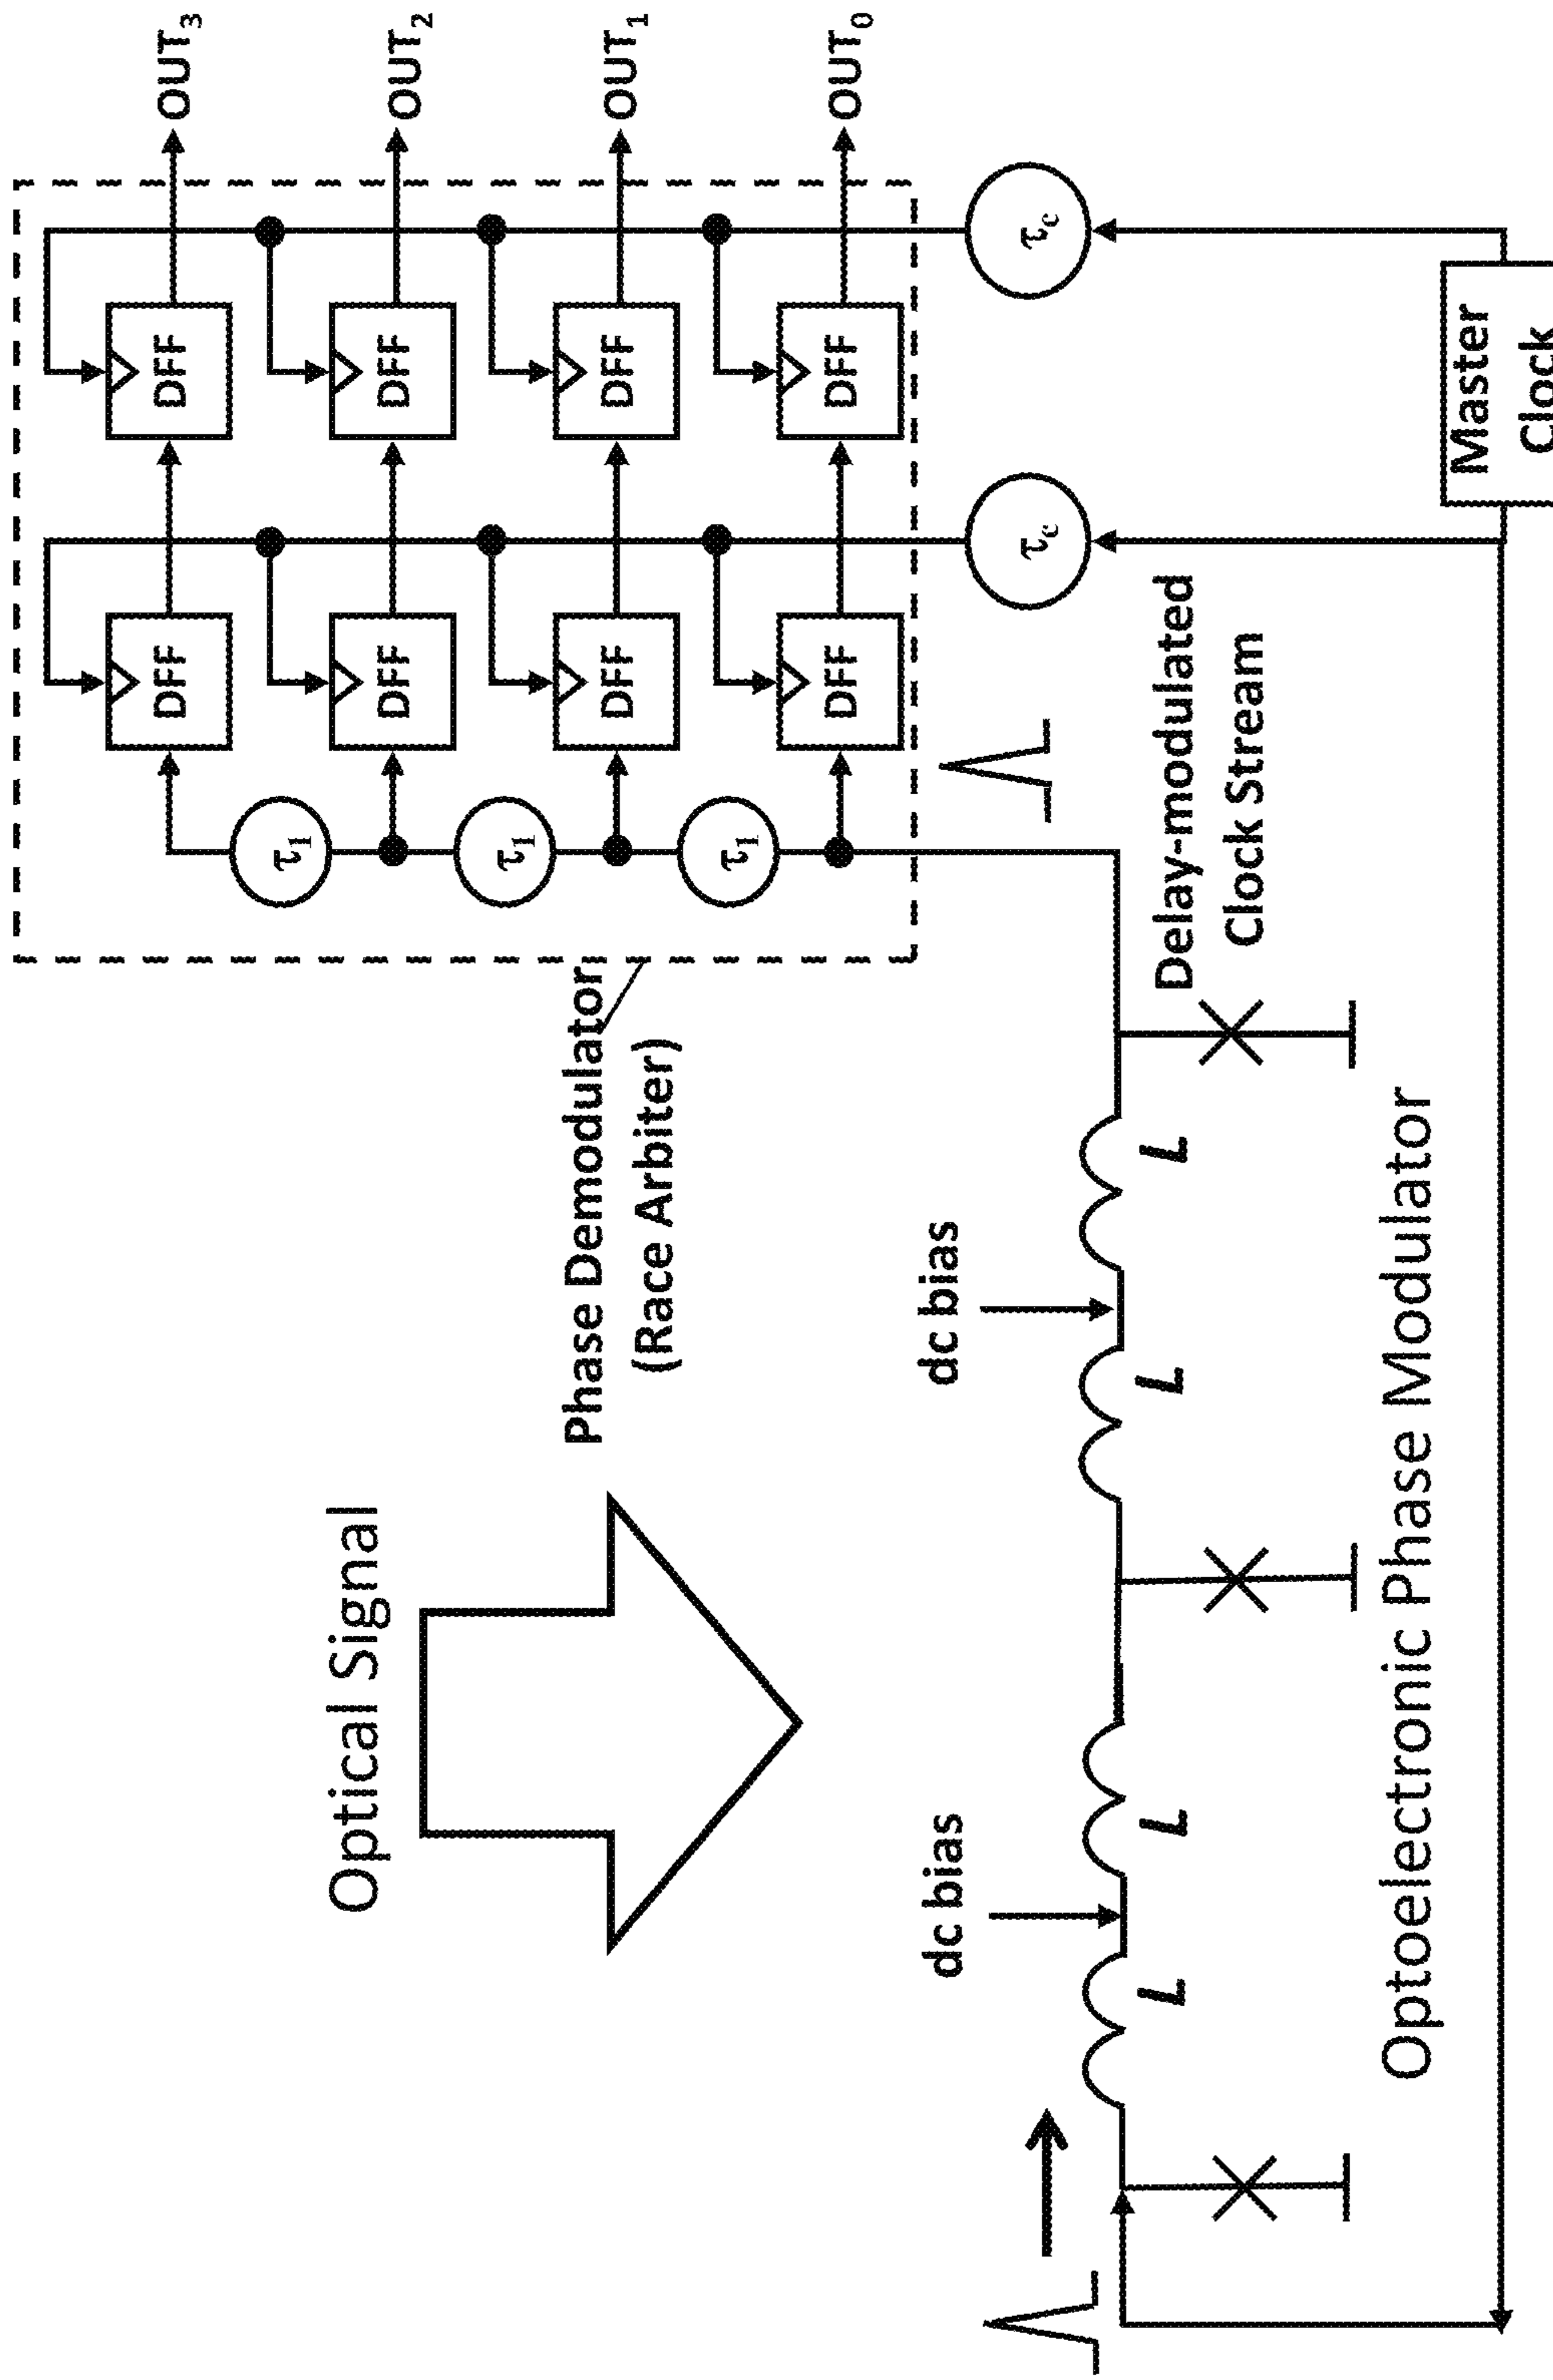 Optical Signal
Phase Demodulator
(Race Arbiter)
OUT₃
OUT₂
OUT₁
OUT₀
DFF
DFF
DFF
DFF
DFF
DFF
DFF
DFF
τ₁
τ₁
τ₁
τc
τc
dc bias
dc bias
L
L
L
L
Delay-modulated
Clock Stream
Optoelectronic Phase Modulator
Master
Clock